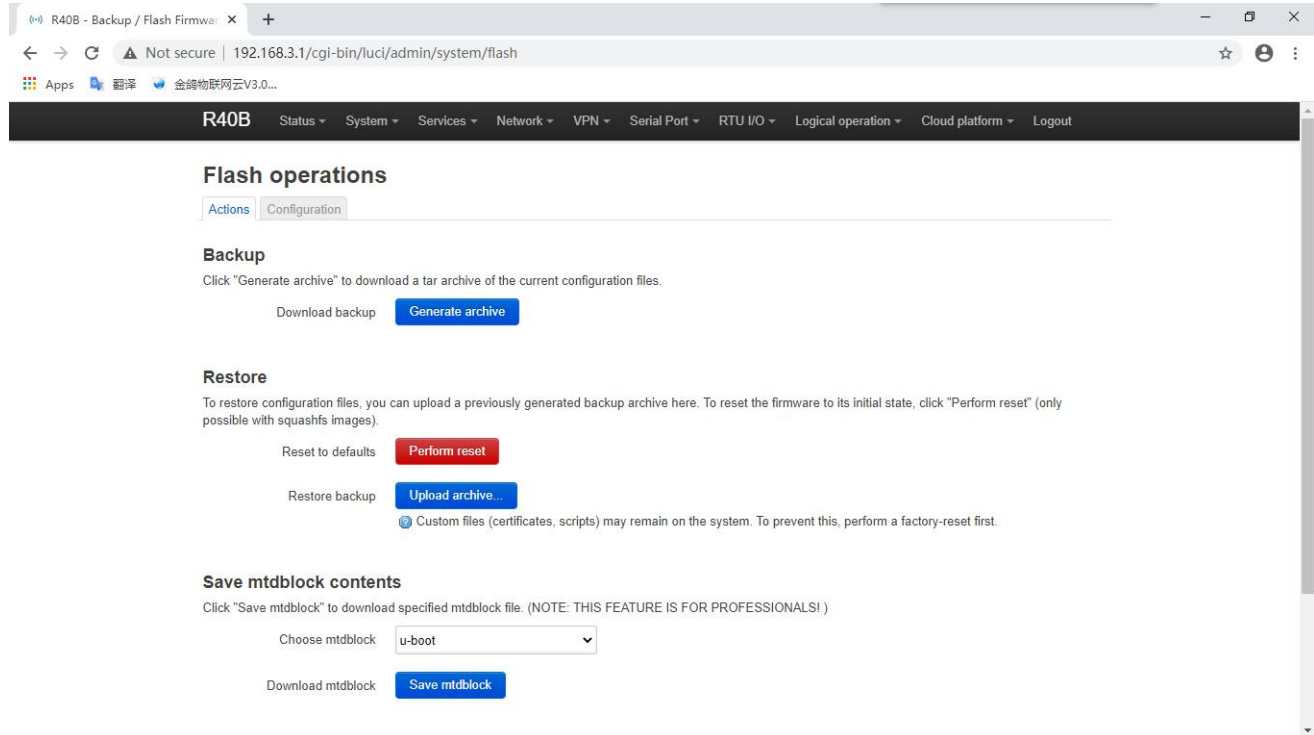 R40B - Backup / Flash Firmwar
Not secure | 192.168.3.1/cgi-bin/luci/admin/system/flash
Apps 翻译 金鸽物联网云V3.0...
R40B Status System Services Network VPN Serial Port RTU I/O Logical operation Cloud platform Logout
Flash operations
Actions Configuration
Backup
Click "Generate archive" to download a tar archive of the current configuration files.
Download backup Generate archive
Restore
To restore configuration files, you can upload a previously generated backup archive here. To reset the firmware to its initial state, click "Perform reset" (only
possible with squashfs images).
Reset to defaults Perform reset
Restore backup Upload archive...
Custom files (certificates, scripts) may remain on the system. To prevent this, perform a factory-reset first.
Save mtdblock contents
Click "Save mtdblock" to download specified mtdblock file. (NOTE: THIS FEATURE IS FOR PROFESSIONALS! )
Choose mtdblock u-boot
Download mtdblock Save mtdblock